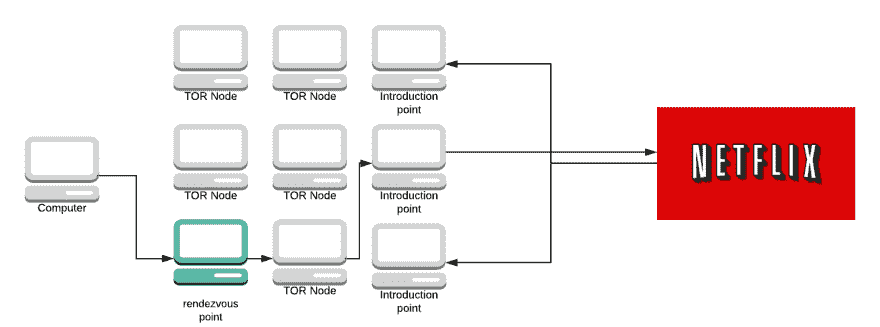 TOR Node
TOR Node
Introduction
point
NETFLIX
Computer
TOR Node
TOR Node
Introduction
point
rendezvous
point
TOR Node
Introduction
point